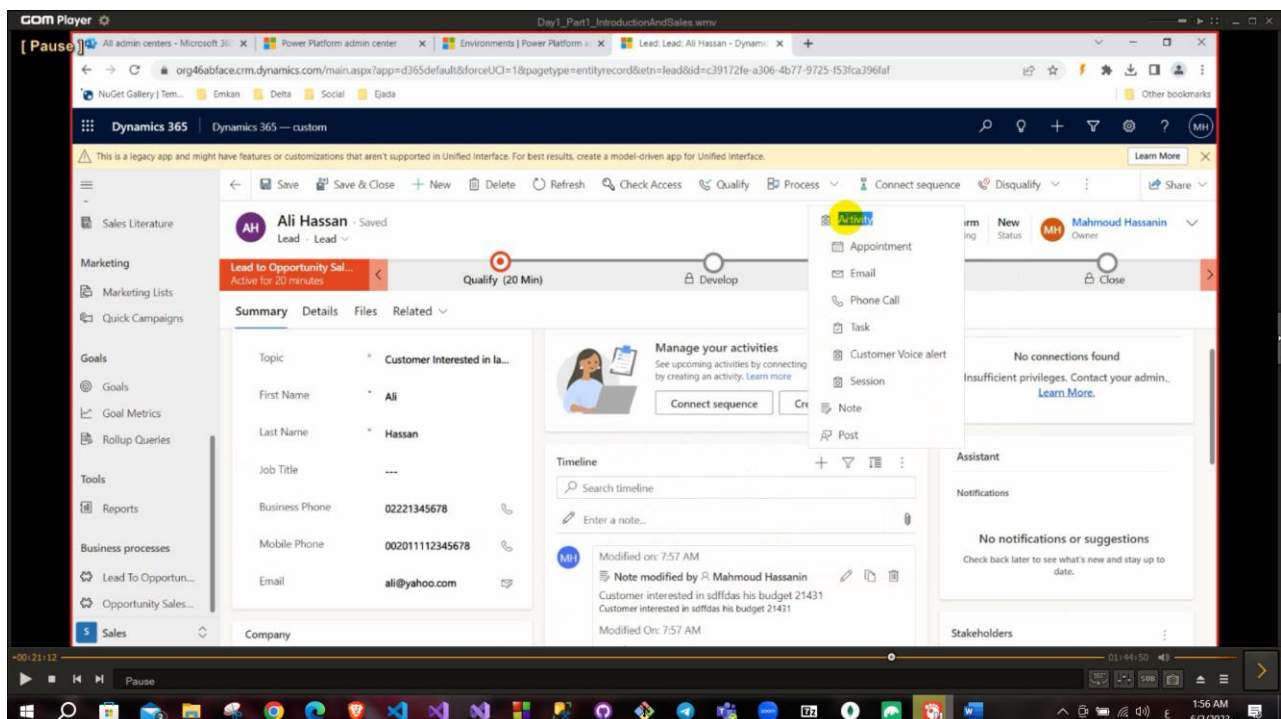 GOM Player
Day1_Part1_IntroductionAndSales.wmv
[ Pause ]
All admin centers - Microsoft 36
Power Platform admin center
Environments | Power Platform a
Lead: Lead: Ali Hassan - Dynamic
org46abface.crm.dynamics.com/main.aspx?app=d365default&forceUCI=1&pagetype=entityrecord&etn=lead&id=c39172fe-a306-4b77-9725-f53fca396faf
NuGet Gallery | Tem...
Emkan
Delta
Social
Ejada
Other bookmarks
Dynamics 365
Dynamics 365 — custom
MH
This is a legacy app and might have features or customizations that aren't supported in Unified Interface. For best results, create a model-driven app for Unified Interface.
Learn More
Save
Save & Close
New
Delete
Refresh
Check Access
Qualify
Process
Connect sequence
Disqualify
Share
Sales Literature
Marketing
Marketing Lists
Quick Campaigns
Goals
Goals
Goal Metrics
Rollup Queries
Tools
Reports
Business processes
Lead To Opportun...
Opportunity Sales...
S Sales
AH
Ali Hassan - Saved
Lead · Lead
New
Status
MH
Mahmoud Hassanin
Owner
Lead to Opportunity Sal...
Active for 20 minutes
Qualify (20 Min)
Develop
Close
Summary
Details
Files
Related
Activity
Appointment
Email
Phone Call
Task
Customer Voice alert
Session
Note
Post
Topic * Customer Interested in la...
First Name * Ali
Last Name * Hassan
Job Title ---
Business Phone 02221345678
Mobile Phone 002011112345678
Email ali@yahoo.com
Company
Manage your activities
See upcoming activities by connecting
by creating an activity. Learn more
Connect sequence
Cre
Timeline
Search timeline
Enter a note...
MH
Modified on: 7:57 AM
Note modified by Mahmoud Hassanin
Customer interested in sdffdas his budget 21431
Customer interested in sdffdas his budget 21431
Modified On: 7:57 AM
No connections found
Insufficient privileges. Contact your admin.
Learn More.
Assistant
Notifications
No notifications or suggestions
Check back later to see what's new and stay up to
date.
Stakeholders
-00:21:12
01:44:50
Pause
SUB
1:56 AM